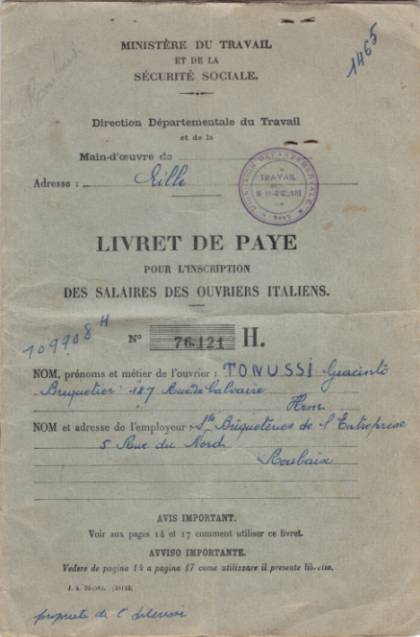 MINISTÈRE DU TRAVAIL
ET DE LA
SÉCURITÉ SOCIALE.
1465
Direction Départementale du Travail
et de la
Main-d'œuvre de
Adresse : Lille
TRAVAIL
LIVRET DE PAYE
POUR L'INSCRIPTION
DES SALAIRES DES OUVRIERS ITALIENS.
109908 H
N° 76.121 H.
NOM, prénoms et métier de l'ouvrier : TONUSSI Giacinto
Briquetier 187 Rue de Calvaire
Hem
NOM et adresse de l'employeur : Sté Briqueteries de l'Entreprise
5 Rue du Nord
Roubaix
AVIS IMPORTANT.
Voir aux pages 14 et 17 comment utiliser ce livret.
AVVISO IMPORTANTE.
Vedere de pagina 14 a pagina 17 come utilizzare il presente libretto.
J. A.
propriété de l'